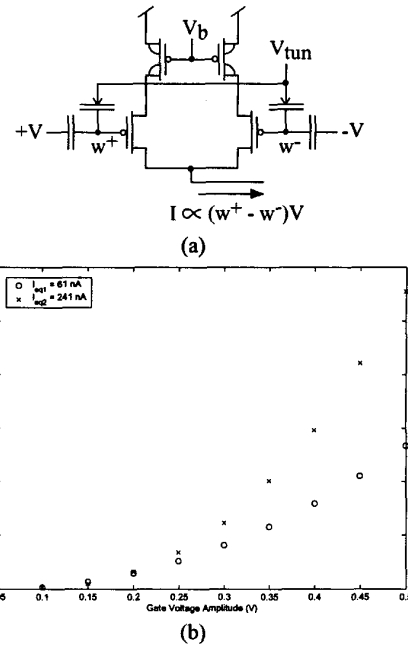 V_b
V_tun
+V
w⁺
w⁻
-V
I ∝ (w⁺ - w⁻)V
(a)
o I_eq1 = 61 nA
x I_eq2 = 241 nA
0.1 0.15 0.2 0.25 0.3 0.35 0.4 0.45
Gate Voltage Amplitude (V)
(b)